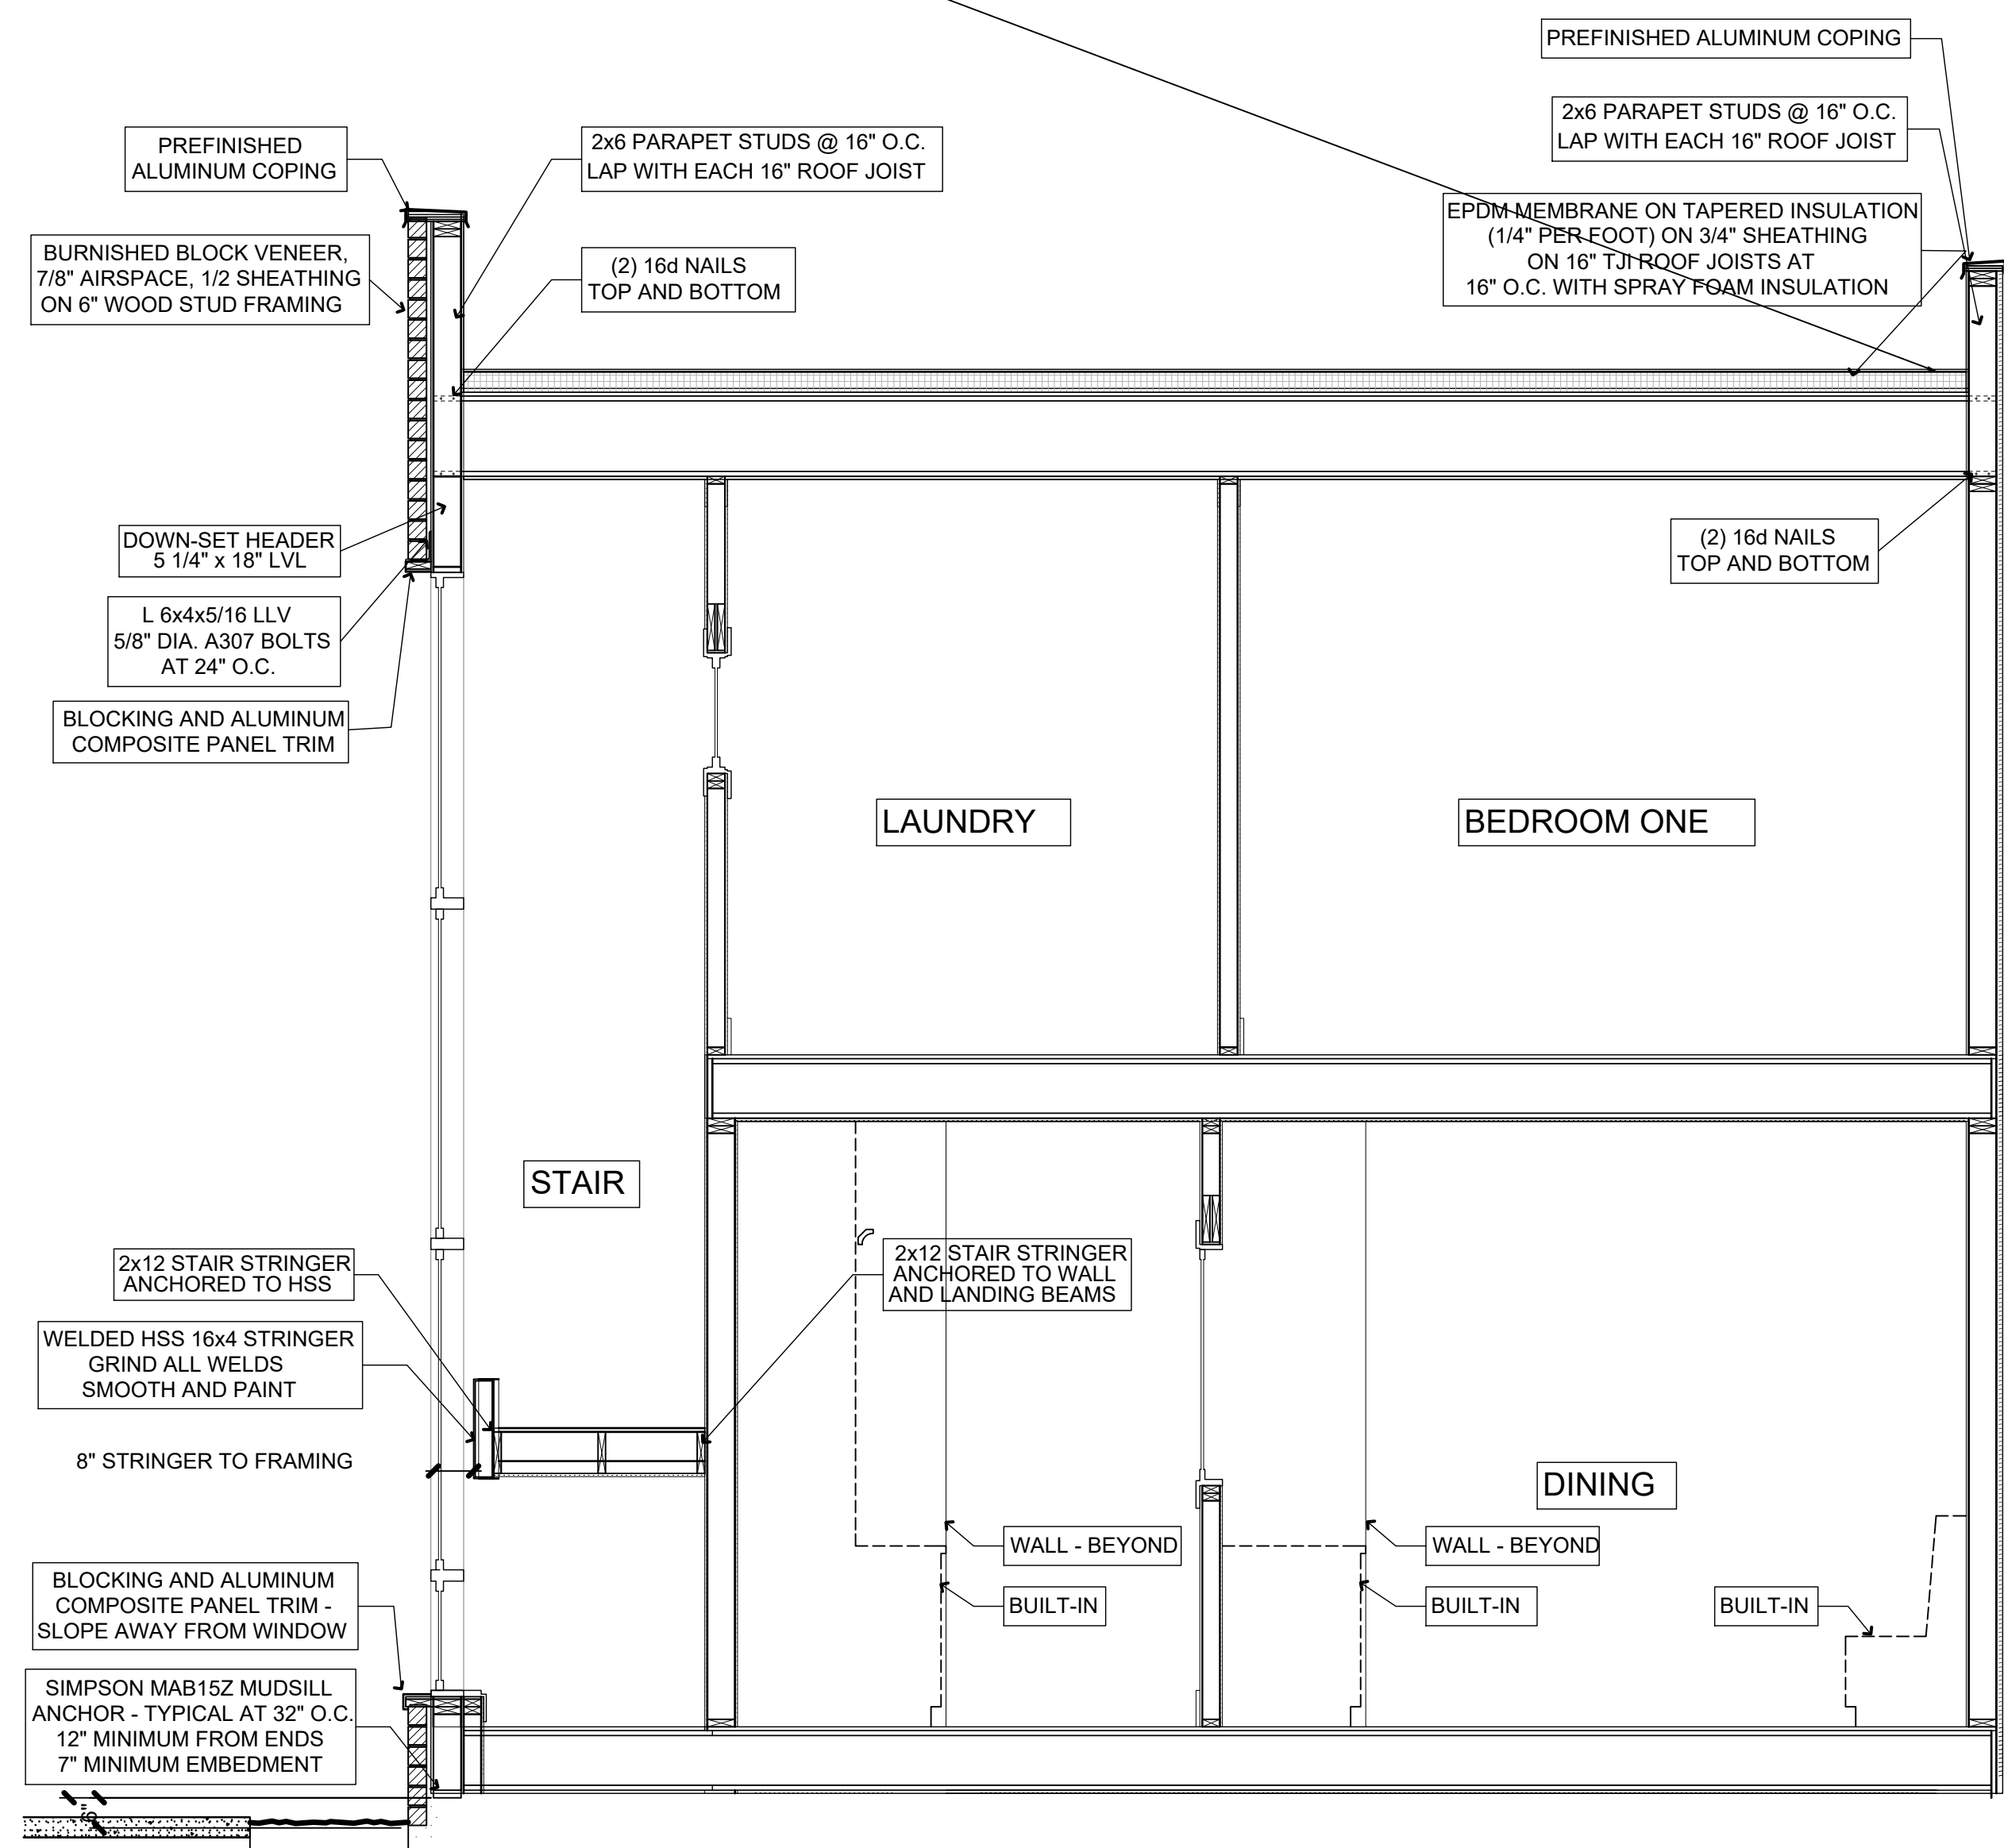 PREFINISHED ALUMINUM COPING
2x6 PARAPET STUDS @ 16" O.C.
LAP WITH EACH 16" ROOF JOIST
EPDM MEMBRANE ON TAPERED INSULATION
(1/4" PER FOOT) ON 3/4" SHEATHING
ON 16" TJI ROOF JOISTS AT
16" O.C. WITH SPRAY FOAM INSULATION
PREFINISHED
ALUMINUM COPING
2x6 PARAPET STUDS @ 16" O.C.
LAP WITH EACH 16" ROOF JOIST
BURNISHED BLOCK VENEER,
7/8" AIRSPACE, 1/2 SHEATHING
ON 6" WOOD STUD FRAMING
(2) 16d NAILS
TOP AND BOTTOM
DOWN-SET HEADER
5 1/4" x 18" LVL
(2) 16d NAILS
TOP AND BOTTOM
L 6x4x5/16 LLV
5/8" DIA. A307 BOLTS
AT 24" O.C.
BLOCKING AND ALUMINUM
COMPOSITE PANEL TRIM
LAUNDRY
BEDROOM ONE
STAIR
2x12 STAIR STRINGER
ANCHORED TO HSS
2x12 STAIR STRINGER
ANCHORED TO WALL
AND LANDING BEAMS
WELDED HSS 16x4 STRINGER
GRIND ALL WELDS
SMOOTH AND PAINT
8" STRINGER TO FRAMING
DINING
WALL - BEYOND
WALL - BEYOND
BLOCKING AND ALUMINUM
COMPOSITE PANEL TRIM -
SLOPE AWAY FROM WINDOW
BUILT-IN
BUILT-IN
BUILT-IN
SIMPSON MAB15Z MUDSILL
ANCHOR - TYPICAL AT 32" O.C.
12" MINIMUM FROM ENDS
7" MINIMUM EMBEDMENT
6"